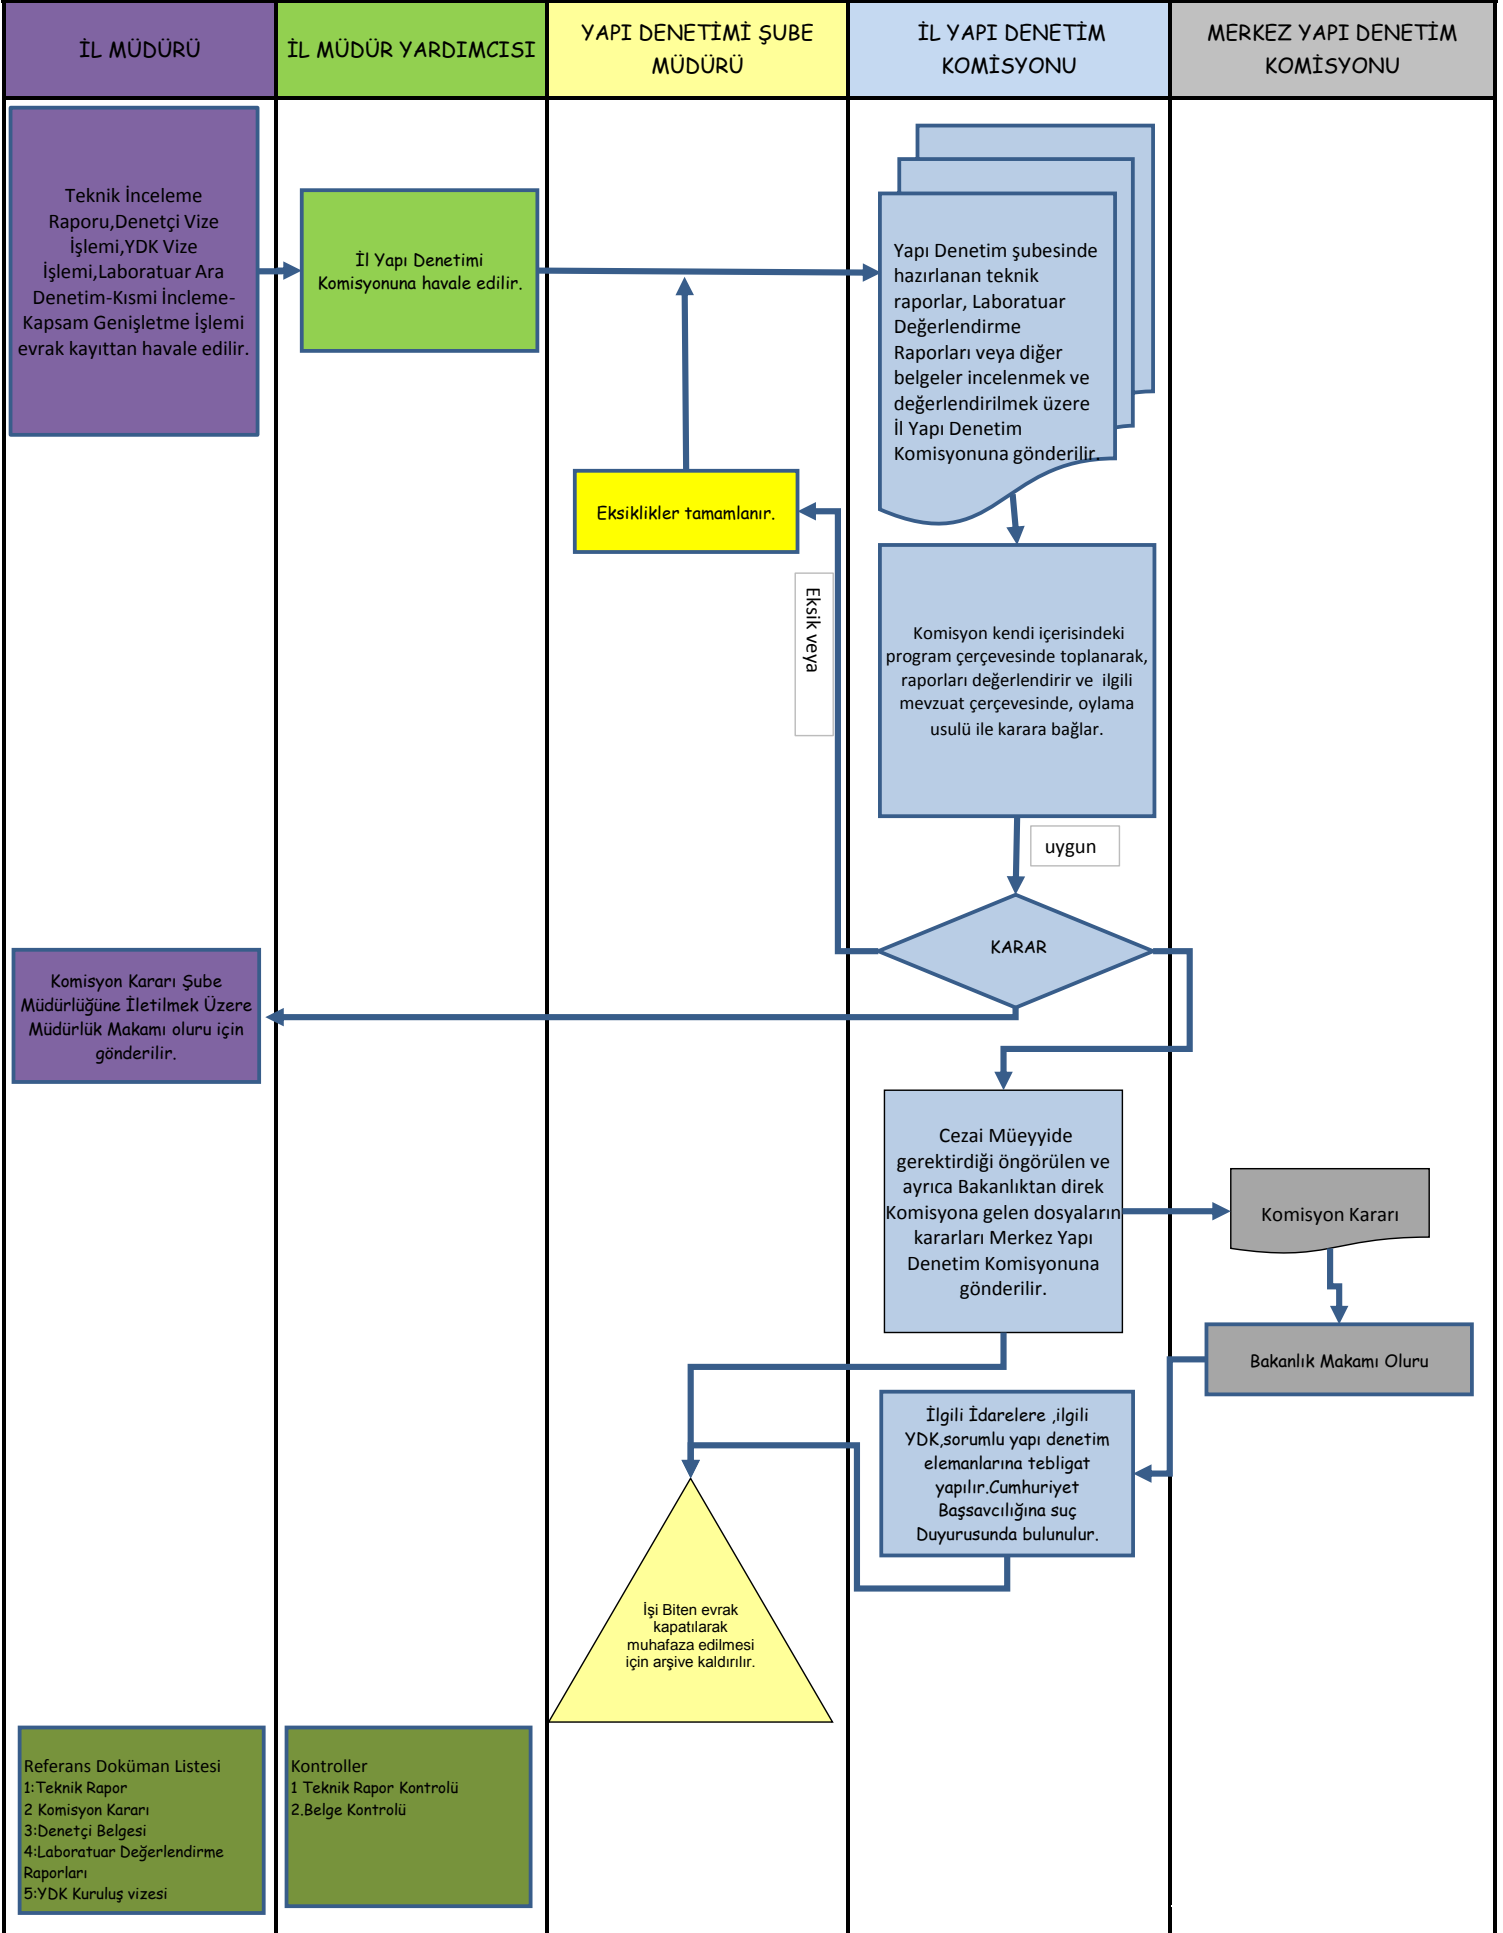 İL MÜDÜRÜ
İL MÜDÜR YARDIMCISI
YAPI DENETİMİ ŞUBE
MÜDÜRÜ
İL YAPI DENETİM
KOMİSYONU
MERKEZ YAPI DENETİM
KOMİSYONU
Teknik İnceleme
Raporu,Denetçi Vize
İşlemi,YDK Vize
İşlemi,Laboratuar Ara
Denetim-Kısmi İncleme-
Kapsam Genişletme İşlemi
evrak kayıttan havale edilir.
İl Yapı Denetimi
Komisyonuna havale edilir.
Yapı Denetim şubesinde
hazırlanan teknik
raporlar, Laboratuar
Değerlendirme
Raporları veya diğer
belgeler incelenmek ve
değerlendirilmek üzere
İl Yapı Denetim
Komisyonuna gönderilir.
Eksiklikler tamamlanır.
Eksik veya
Komisyon kendi içerisindeki
program çerçevesinde toplanarak,
raporları değerlendirir ve  ilgili
mevzuat çerçevesinde, oylama
usulü ile karara bağlar.
uygun
KARAR
Komisyon Kararı Şube
Müdürlüğüne İletilmek Üzere
Müdürlük Makamı oluru için
gönderilir.
Cezai Müeyyide
gerektirdiği öngörülen ve
ayrıca Bakanlıktan direk
Komisyona gelen dosyaların
kararları Merkez Yapı
Denetim Komisyonuna
gönderilir.
Komisyon Kararı
Bakanlık Makamı Oluru
İlgili İdarelere ,ilgili
YDK,sorumlu yapı denetim
elemanlarına tebligat
yapılır.Cumhuriyet
Başsavcılığına suç
Duyurusunda bulunulur.
İşi Biten evrak
kapatılarak
muhafaza edilmesi
için arşive kaldırılır.
Referans Doküman Listesi
1:Teknik Rapor
2 Komisyon Kararı
3:Denetçi Belgesi
4:Laboratuar Değerlendirme
Raporları
5:YDK Kuruluş vizesi
Kontroller
1 Teknik Rapor Kontrolü
2.Belge Kontrolü